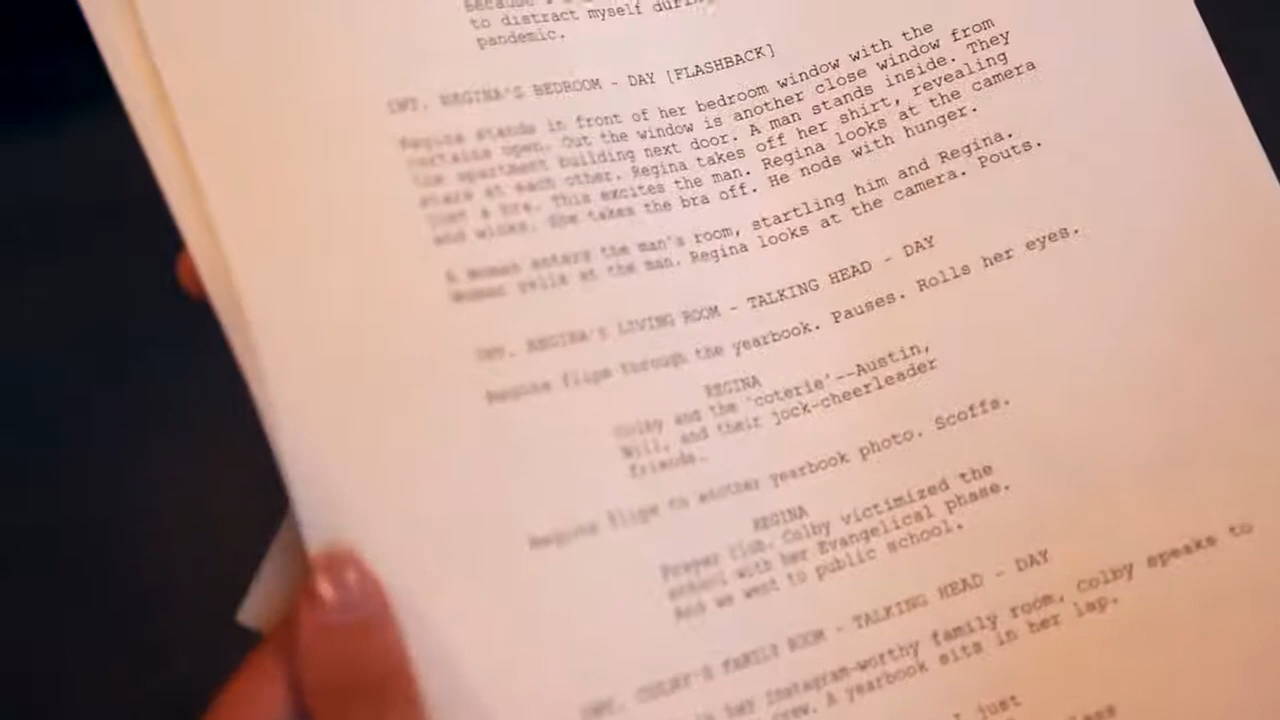 to distract myself during
pandemic.
INT. REGINA'S BEDROOM - DAY [FLASHBACK]
Regina stands in front of her bedroom window with the
curtains open. Out the window is another close window from
the apartment building next door. A man stands inside. They
stare at each other. Regina takes off her shirt, revealing
just a bra. This excites the man. Regina looks at the camera
and winks. She takes the bra off. He nods with hunger.
A woman enters the man's room, startling him and Regina.
Woman yells at the man. Regina looks at the camera. Pouts.
INT. REGINA'S LIVING ROOM - TALKING HEAD - DAY
Regina flips through the yearbook. Pauses. Rolls her eyes.
REGINA
Colby and the 'coterie'--Austin,
Will, and their jock-cheerleader
friends.
Regina flips to another yearbook photo. Scoffs.
REGINA
Prayer Club. Colby victimized the
school with her Evangelical phase.
And we went to public school.
INT. COLBY'S FAMILY ROOM - TALKING HEAD - DAY
in her Instagram-worthy family room, Colby speaks to
crew. A yearbook sits in her lap.
I just